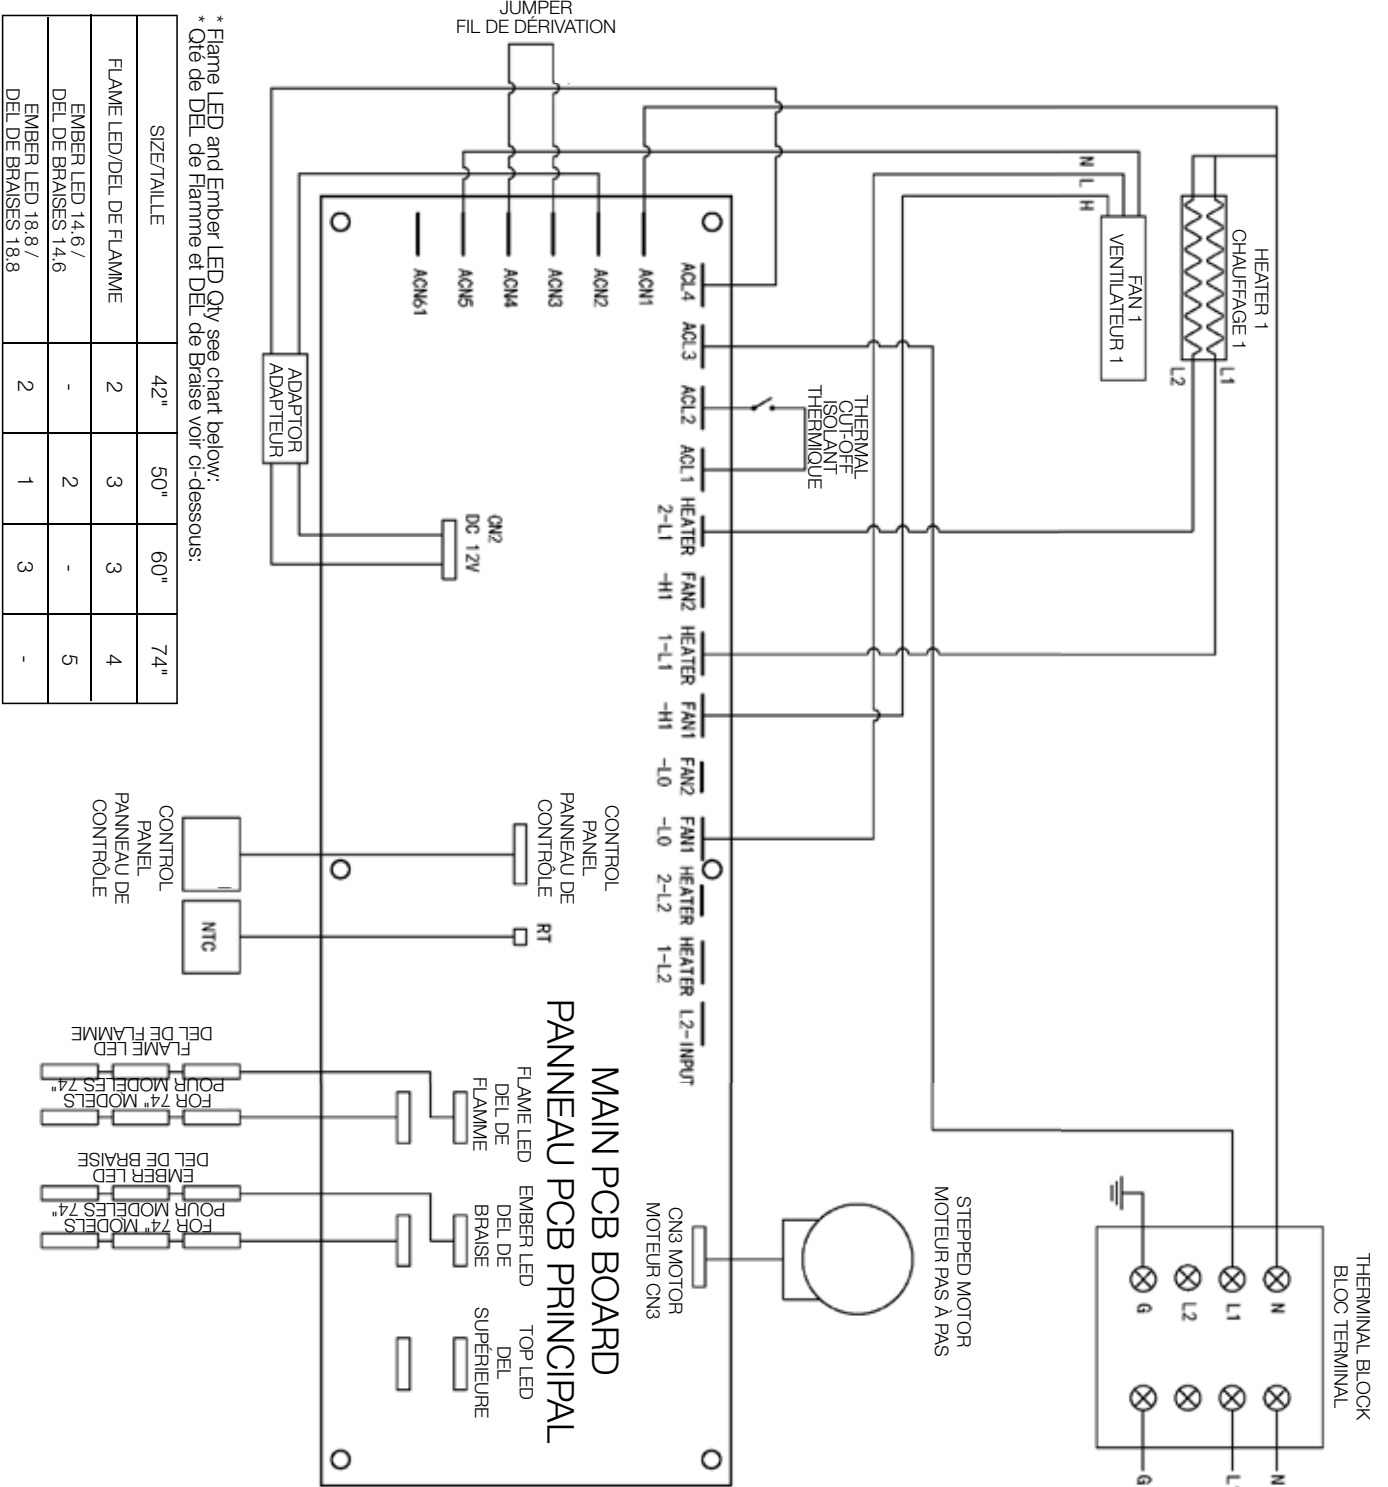 JUMPER
FIL DE DÉRIVATION
* Flame LED and Ember LED Qty see chart below:
* Qté de DEL de Flamme et DEL de Braise voir ci-dessous:
SIZE/TAILLE 42" 50" 60" 74"
FLAME LED/DEL DE FLAMME 2 3 3 4
EMBER LED 14.6 /
DEL DE BRAISES 14.6 - 2 - 5
EMBER LED 18.8 /
DEL DE BRAISES 18.8 2 1 3 -
HEATER 1
CHAUFFAGE 1
L1
L2
FAN 1
VENTILATEUR 1
N
L
H
THERMAL
CUT-OFF
ISOLANT
THERMIQUE
ACN1
ACN2
ACN3
ACN4
ACN5
ACN61
ACL4
ACL3
ACL2
ACL1
HEATER
2-L1
FAN2
-H1
HEATER
1-L1
FAN1
-H1
FAN2
-LO
FAN1
-LO
HEATER
2-L2
HEATER
1-L2
L2-INPUT
ADAPTOR
ADAPTEUR
CN2
DC 12V
CONTROL
PANEL
PANNEAU DE
CONTRÔLE
CONTROL
PANEL
PANNEAU DE
CONTRÔLE
RT
NTC
MAIN PCB BOARD
PANNEAU PCB PRINCIPAL
FLAME LED
DEL DE
FLAMME
EMBER LED
DEL DE
BRAISE
TOP LED
DEL
SUPÉRIEURE
FLAME LED
DEL DE FLAMME
FOR 74" MODELS
POUR MODELES 74"
EMBER LED
DEL DE BRAISE
FOR 74" MODELS
POUR MODELES 74"
CN3 MOTOR
MOTEUR CN3
STEPPED MOTOR
MOTEUR PAS À PAS
THERMINAL BLOCK
BLOC TERMINAL
N
L1
L2
G
N
G